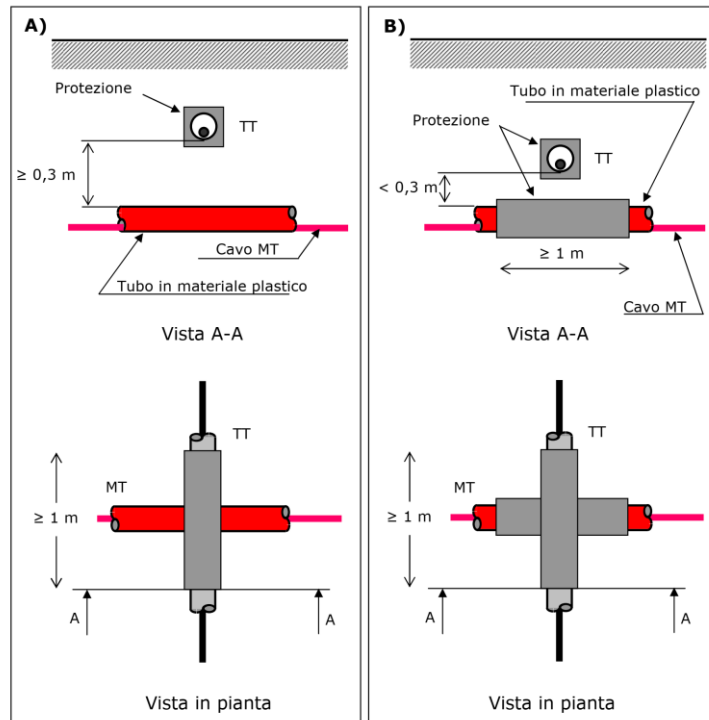 A)
Protezione
TT
≥ 0,3 m
Cavo MT
Tubo in materiale plastico
Vista A-A
TT
MT
≥ 1 m
A
A
Vista in pianta
B)
Tubo in materiale plastico
Protezione
TT
< 0,3 m
≥ 1 m
Cavo MT
Vista A-A
TT
MT
≥ 1 m
A
A
Vista in pianta